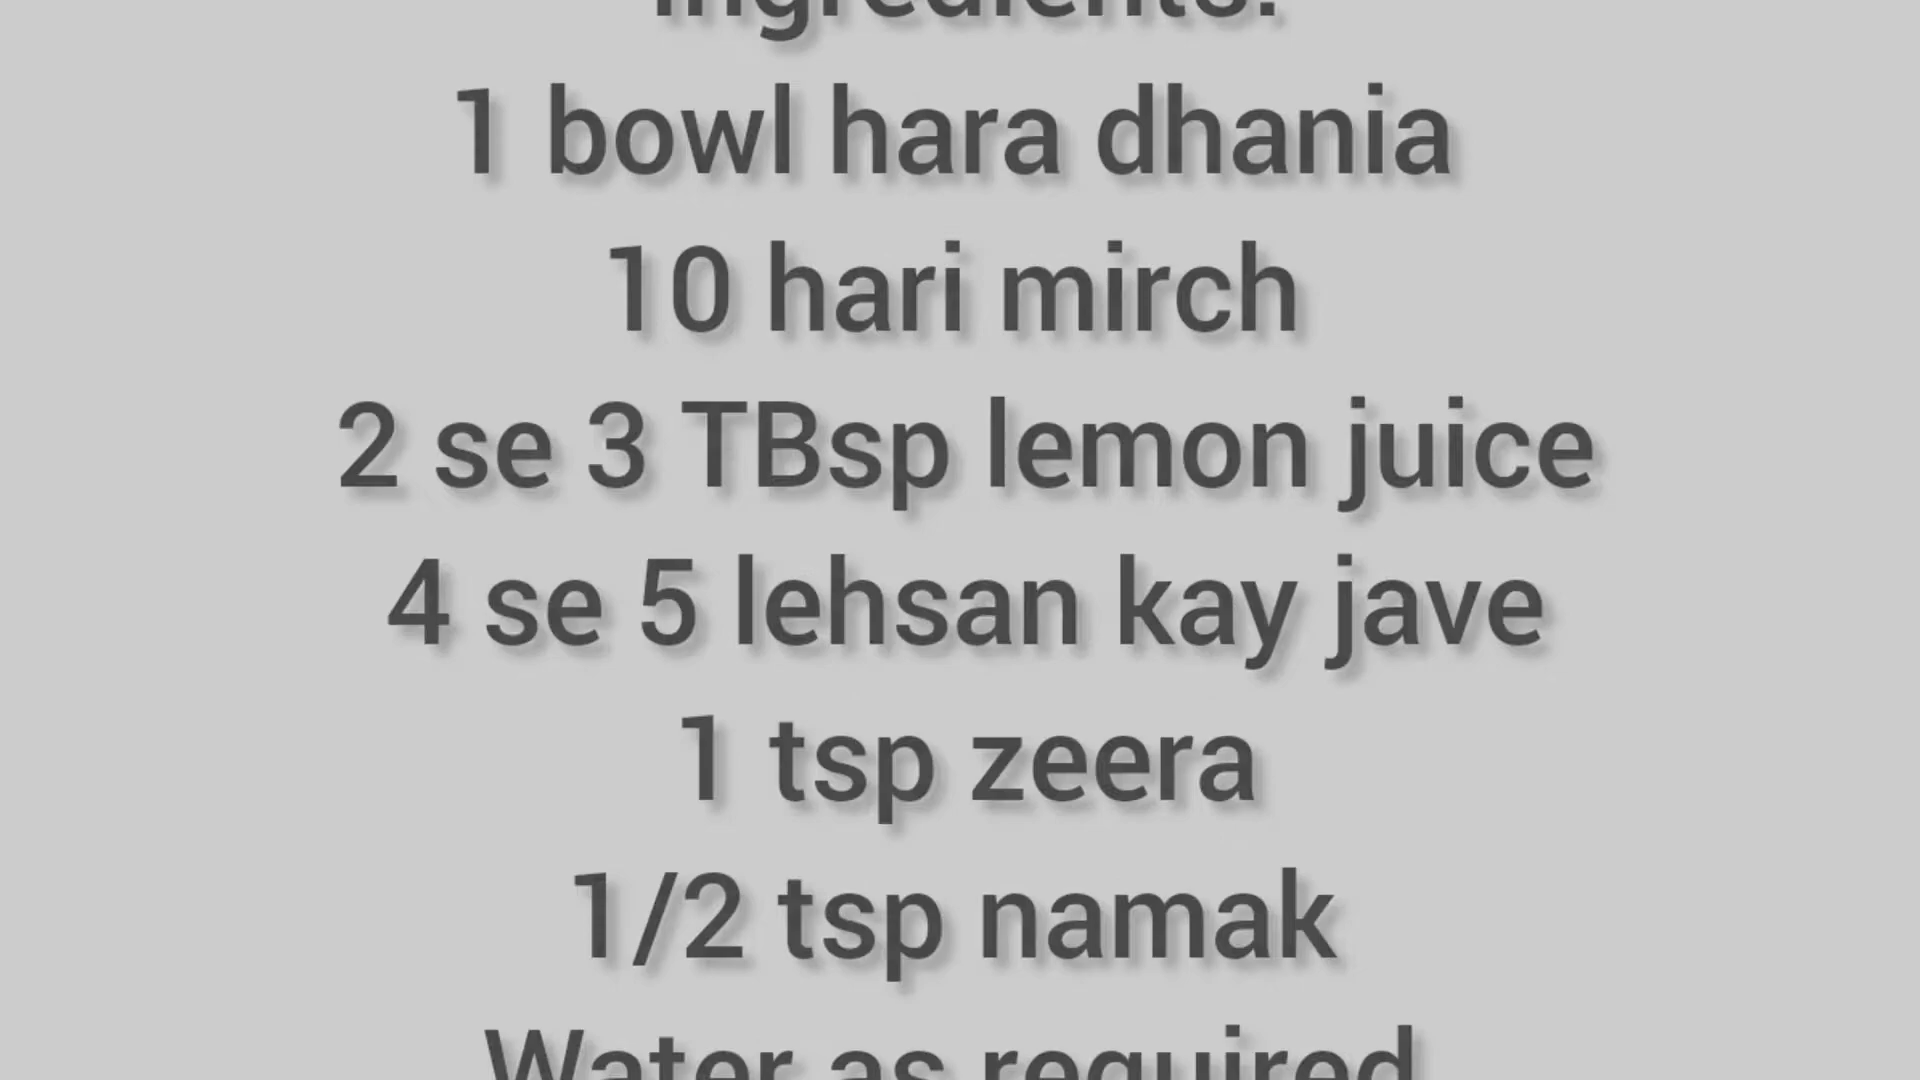 Ingredients:
1 bowl hara dhania
10 hari mirch
2 se 3 TBsp lemon juice
4 se 5 lehsan kay jave
1 tsp zeera
1/2 tsp namak
Water as required